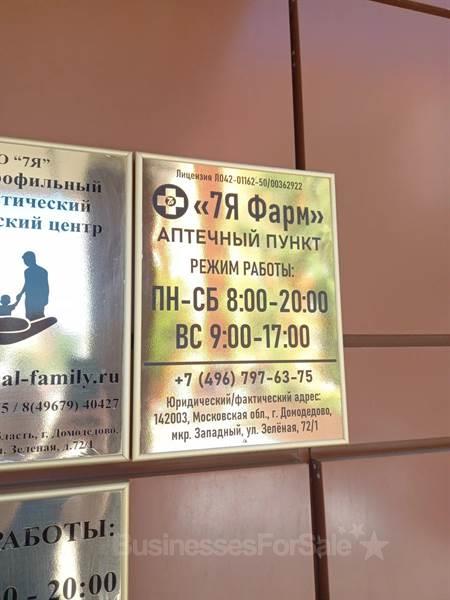 О "7Я"
Лицензия Л042-01162-50/00362922
«7Я Фарм»
АПТЕЧНЫЙ ПУНКТ
РЕЖИМ РАБОТЫ:
ПН-СБ 8:00-20:00
ВС 9:00-17:00
+7 (496) 797-63-75
Юридический/фактический адрес:
142003, Московская обл., г. Домодедово,
мкр. Западный, ул. Зелёная, 72/1
офильный
тический
ский центр
al-family.ru
5 / 8(49679) 40427
бласть, г. Домодедово,
Зеленая, д.72/1
АБОТЫ:
0 - 20:00
BusinessesForSale